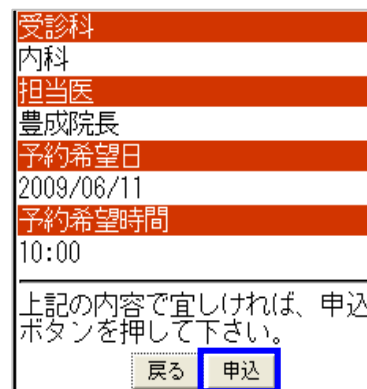 受診科
内科
担当医
豊成院長
予約希望日
2009/06/11
予約希望時間
10:00
上記の内容で宜しければ、申込
ボタンを押して下さい。
戻る 申込